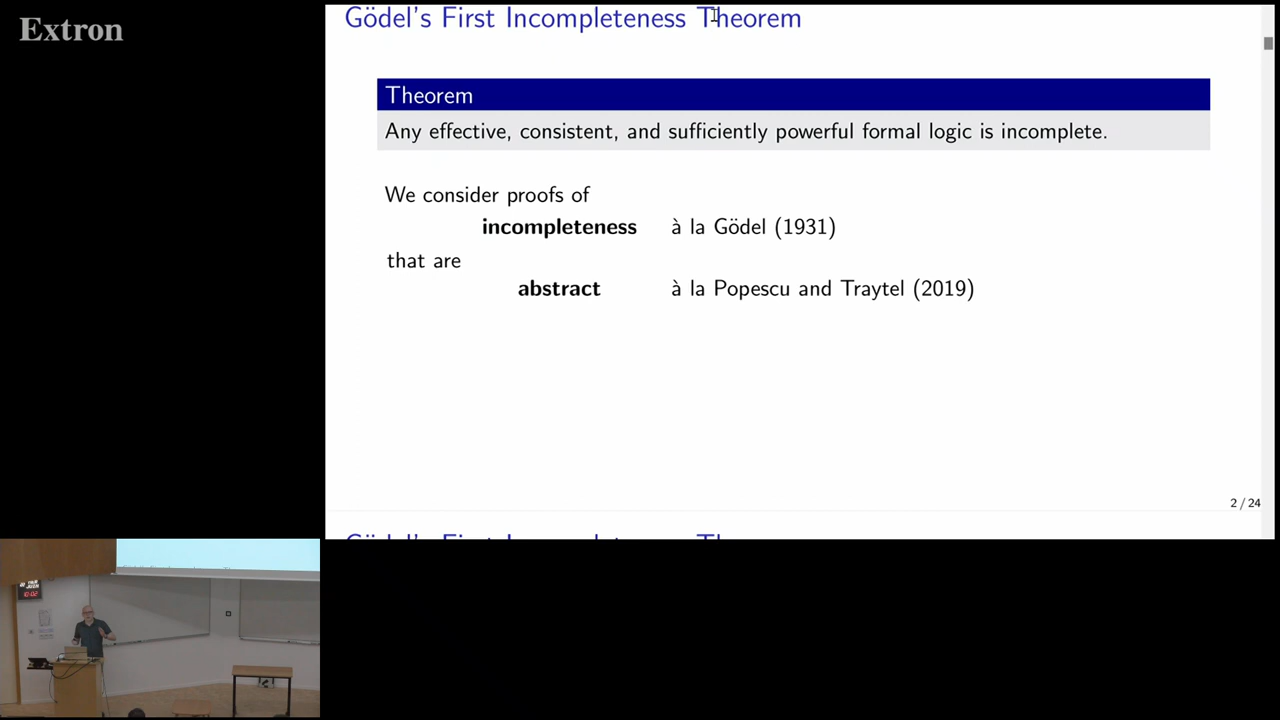 Extron
Gödel's First Incompleteness Theorem
Theorem
Any effective, consistent, and sufficiently powerful formal logic is incomplete.
We consider proofs of
incompleteness à la Gödel (1931)
that are
abstract à la Popescu and Traytel (2019)
2 / 24